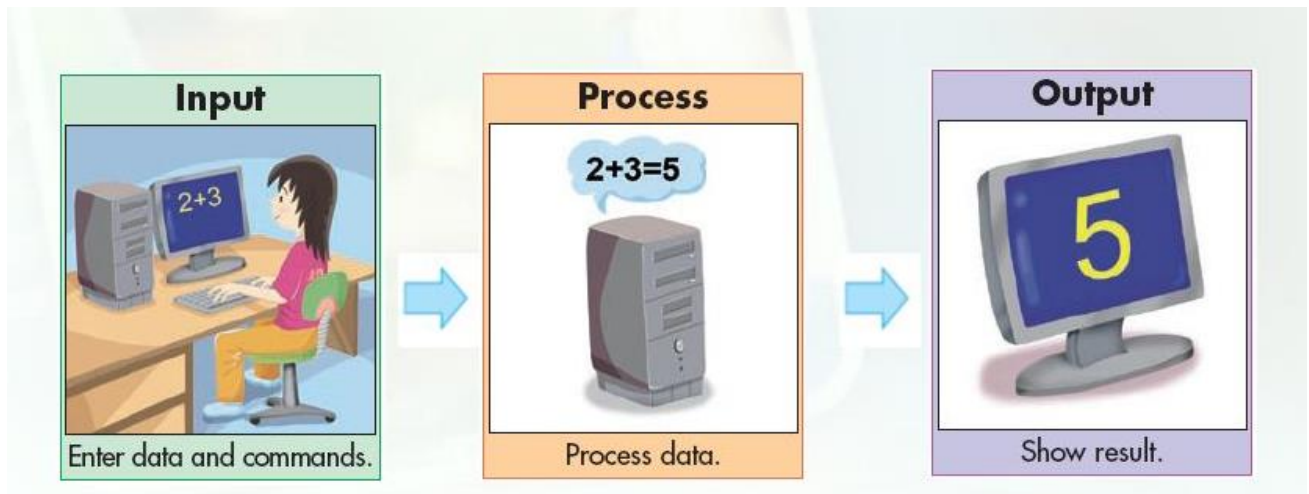 Input
2+3
Enter data and commands.
Process
2+3=5
Process data.
Output
5
Show result.